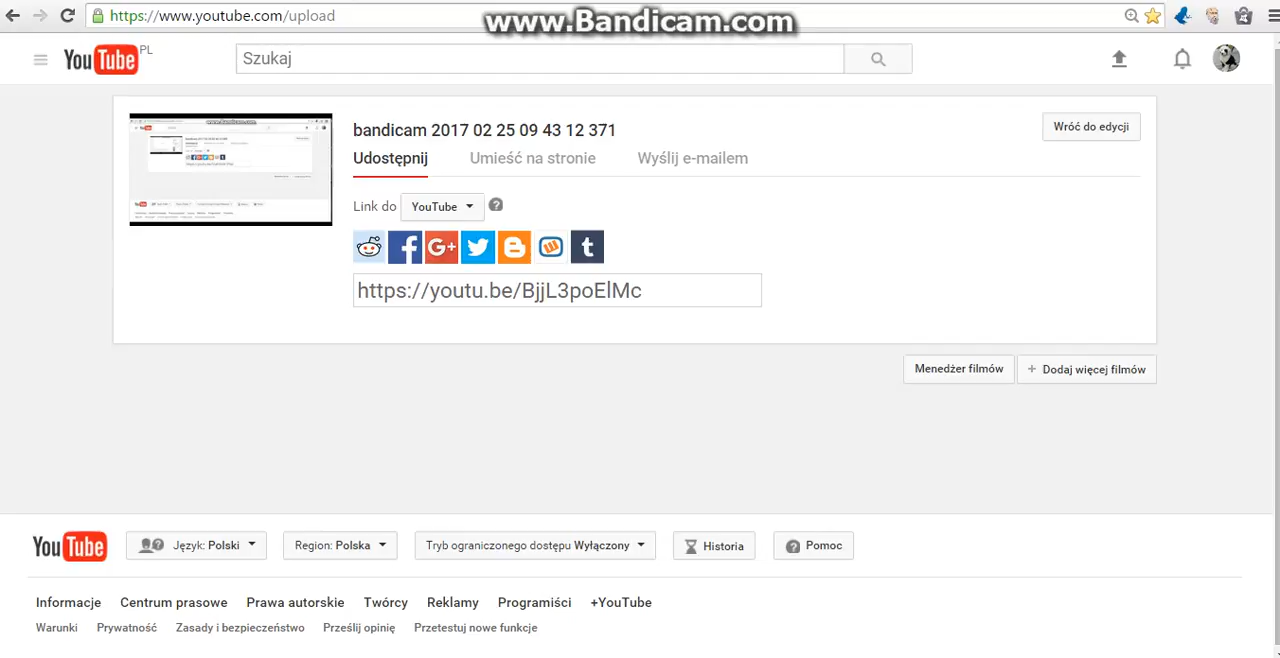 https://www.youtube.com/upload
www.Bandicam.com
YouTube PL
Szukaj
bandicam 2017 02 25 09 43 12 371
Wróć do edycji
Udostępnij Umieść na stronie Wyślij e-mailem
Link do YouTube ?
f G+ t
https://youtu.be/BjjL3poElMc
Menedżer filmów + Dodaj więcej filmów
YouTube Język: Polski Region: Polska Tryb ograniczonego dostępu Wyłączony Historia ? Pomoc
Informacje Centrum prasowe Prawa autorskie Twórcy Reklamy Programiści +YouTube
Warunki Prywatność Zasady i bezpieczeństwo Prześlij opinię Przetestuj nowe funkcje